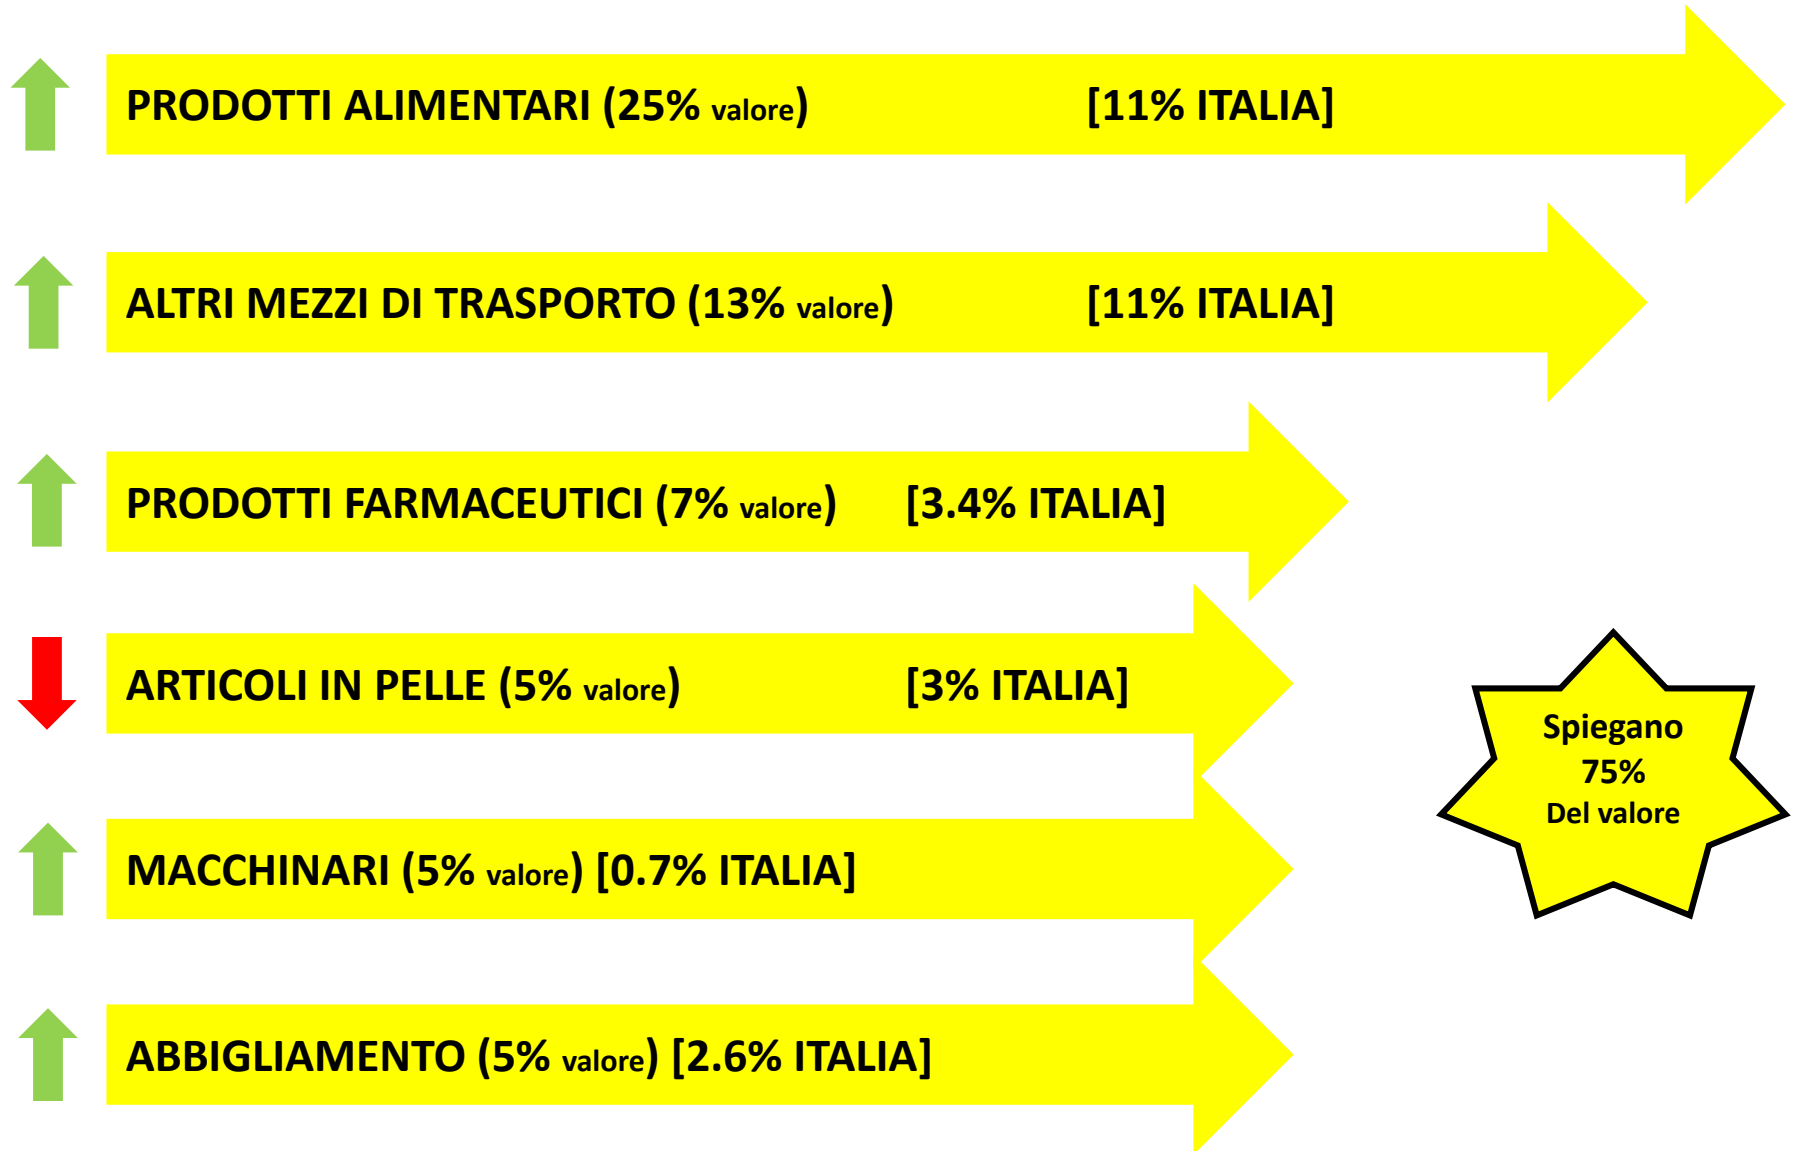 PRODOTTI ALIMENTARI (25% valore) [11% ITALIA]
ALTRI MEZZI DI TRASPORTO (13% valore) [11% ITALIA]
PRODOTTI FARMACEUTICI (7% valore) [3.4% ITALIA]
ARTICOLI IN PELLE (5% valore) [3% ITALIA]
MACCHINARI (5% valore) [0.7% ITALIA]
ABBIGLIAMENTO (5% valore) [2.6% ITALIA]
Spiegano
75%
Del valore